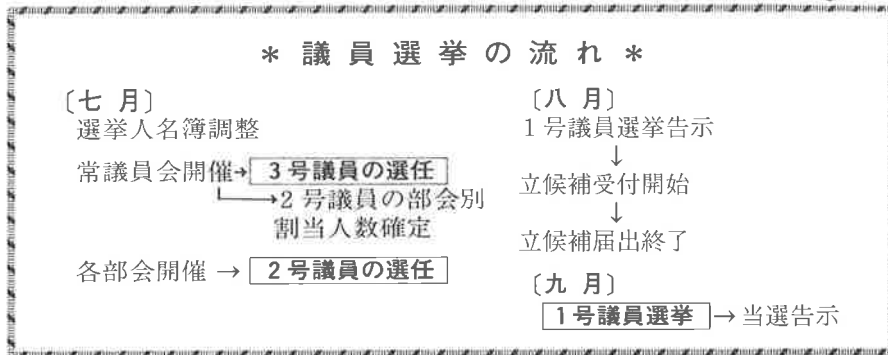 ＊議員選挙の流れ＊
〔七月〕
選挙人名簿調整
常議員会開催→3号議員の選任
→2号議員の部会別
割当人数確定
各部会開催→2号議員の選任
〔八月〕
1号議員選挙告示
↓
立候補受付開始
↓
立候補届出終了
〔九月〕
1号議員選挙→当選告示